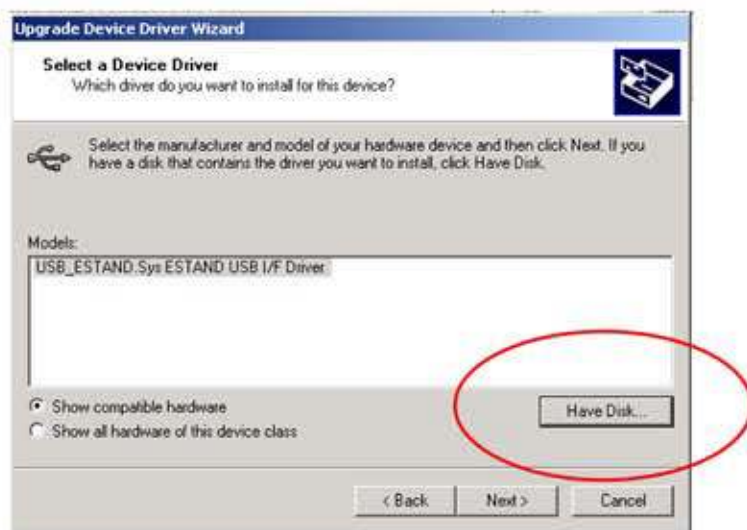 Upgrade Device Driver Wizard
Select a Device Driver
Which driver do you want to install for this device?
Select the manufacturer and model of your hardware device and then click Next. If you
have a disk that contains the driver you want to install, click Have Disk.
Models:
USB_ESTAND.Sys ESTAND USB I/F Driver
Show compatible hardware
Show all hardware of this device class
Have Disk...
< Back
Next >
Cancel